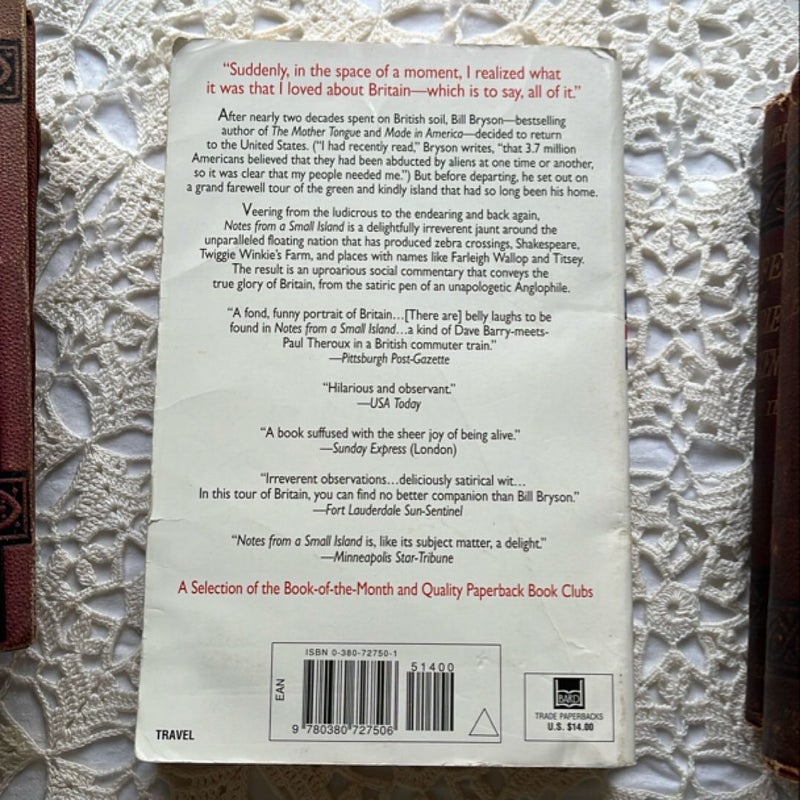 “Suddenly, in the space of a moment, I realized what
it was that I loved about Britain—which is to say, all of it.”
After nearly two decades spent on British soil, Bill Bryson—bestselling
author of The Mother Tongue and Made in America—decided to return
to the United States. (“I had recently read,” Bryson writes, “that 3.7 million
Americans believed that they had been abducted by aliens at one time or another,
so it was clear that my people needed me.”) But before departing, he set out on
a grand farewell tour of the green and kindly island that had so long been his home.
Veering from the ludicrous to the endearing and back again,
Notes from a Small Island is a delightfully irreverent jaunt around the
unparalleled floating nation that has produced zebra crossings, Shakespeare,
Twiggie Winkie’s Farm, and places with names like Farleigh Wallop and Titsey.
The result is an uproarious social commentary that conveys the
true glory of Britain, from the satiric pen of an unapologetic Anglophile.
“A fond, funny portrait of Britain...[There are] belly laughs to be
found in Notes from a Small Island...a kind of Dave Barry-meets-
Paul Theroux in a British commuter train.”
—Pittsburgh Post-Gazette
“Hilarious and observant.”
—USA Today
“A book suffused with the sheer joy of being alive.”
—Sunday Express (London)
“Irreverent observations...deliciously satirical wit...
In this tour of Britain, you can find no better companion than Bill Bryson.”
—Fort Lauderdale Sun-Sentinel
“Notes from a Small Island is, like its subject matter, a delight.”
—Minneapolis Star-Tribune
A Selection of the Book-of-the-Month and Quality Paperback Book Clubs
ISBN 0-380-72750-1
51400
EAN
9 780380 727506
BARD
TRADE PAPERBACKS
U.S. $14.00
TRAVEL